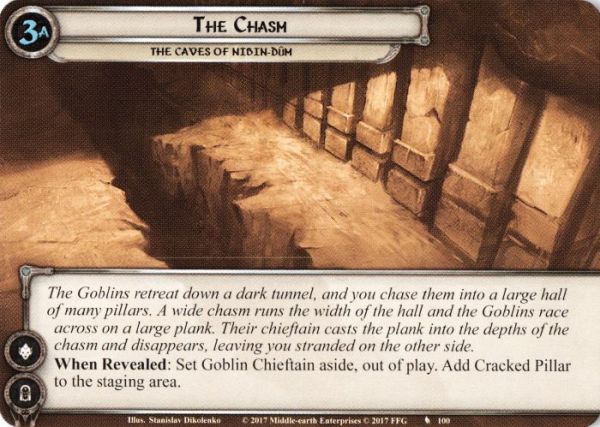 3A
The Chasm
The Caves of Nibin-Dûm
The Goblins retreat down a dark tunnel, and you chase them into a large hall
of many pillars. A wide chasm runs the width of the hall and the Goblins race
across on a large plank. Their chieftain casts the plank into the depths of the
chasm and disappears, leaving you stranded on the other side.
When Revealed: Set Goblin Chieftain aside, out of play. Add Cracked Pillar
to the staging area.
Illus. Stanislav Dikolenko © 2017 Middle-earth Enterprises © 2017 FFG 100